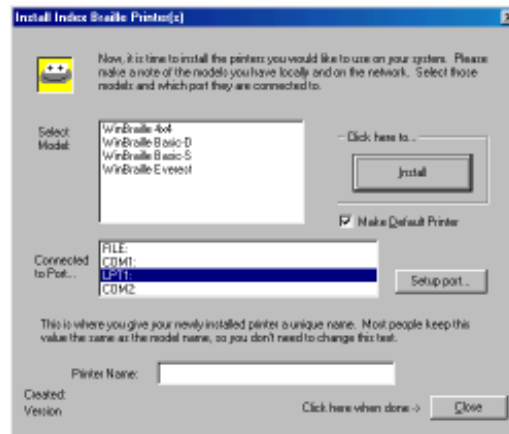 Install Index Braille Printer(s)
Now, it is time to install the printers you would like to use on your system. Please
make a note of the models you have locally and on the network. Select those
models and which port they are connected to.
Select
Model:
WinBraille 4x4
WinBraille Basic-D
WinBraille Basic-S
WinBraille Everest
Click here to...
Install
Make Default Printer
Connected
to Port...
FILE:
COM1:
LPT1:
COM2:
Setup port...
This is where you give your newly installed printer a unique name. Most people keep this
value the same as the model name, so you don't need to change this text.
Printer Name:
Created:
Version
Click here when done ->
Close